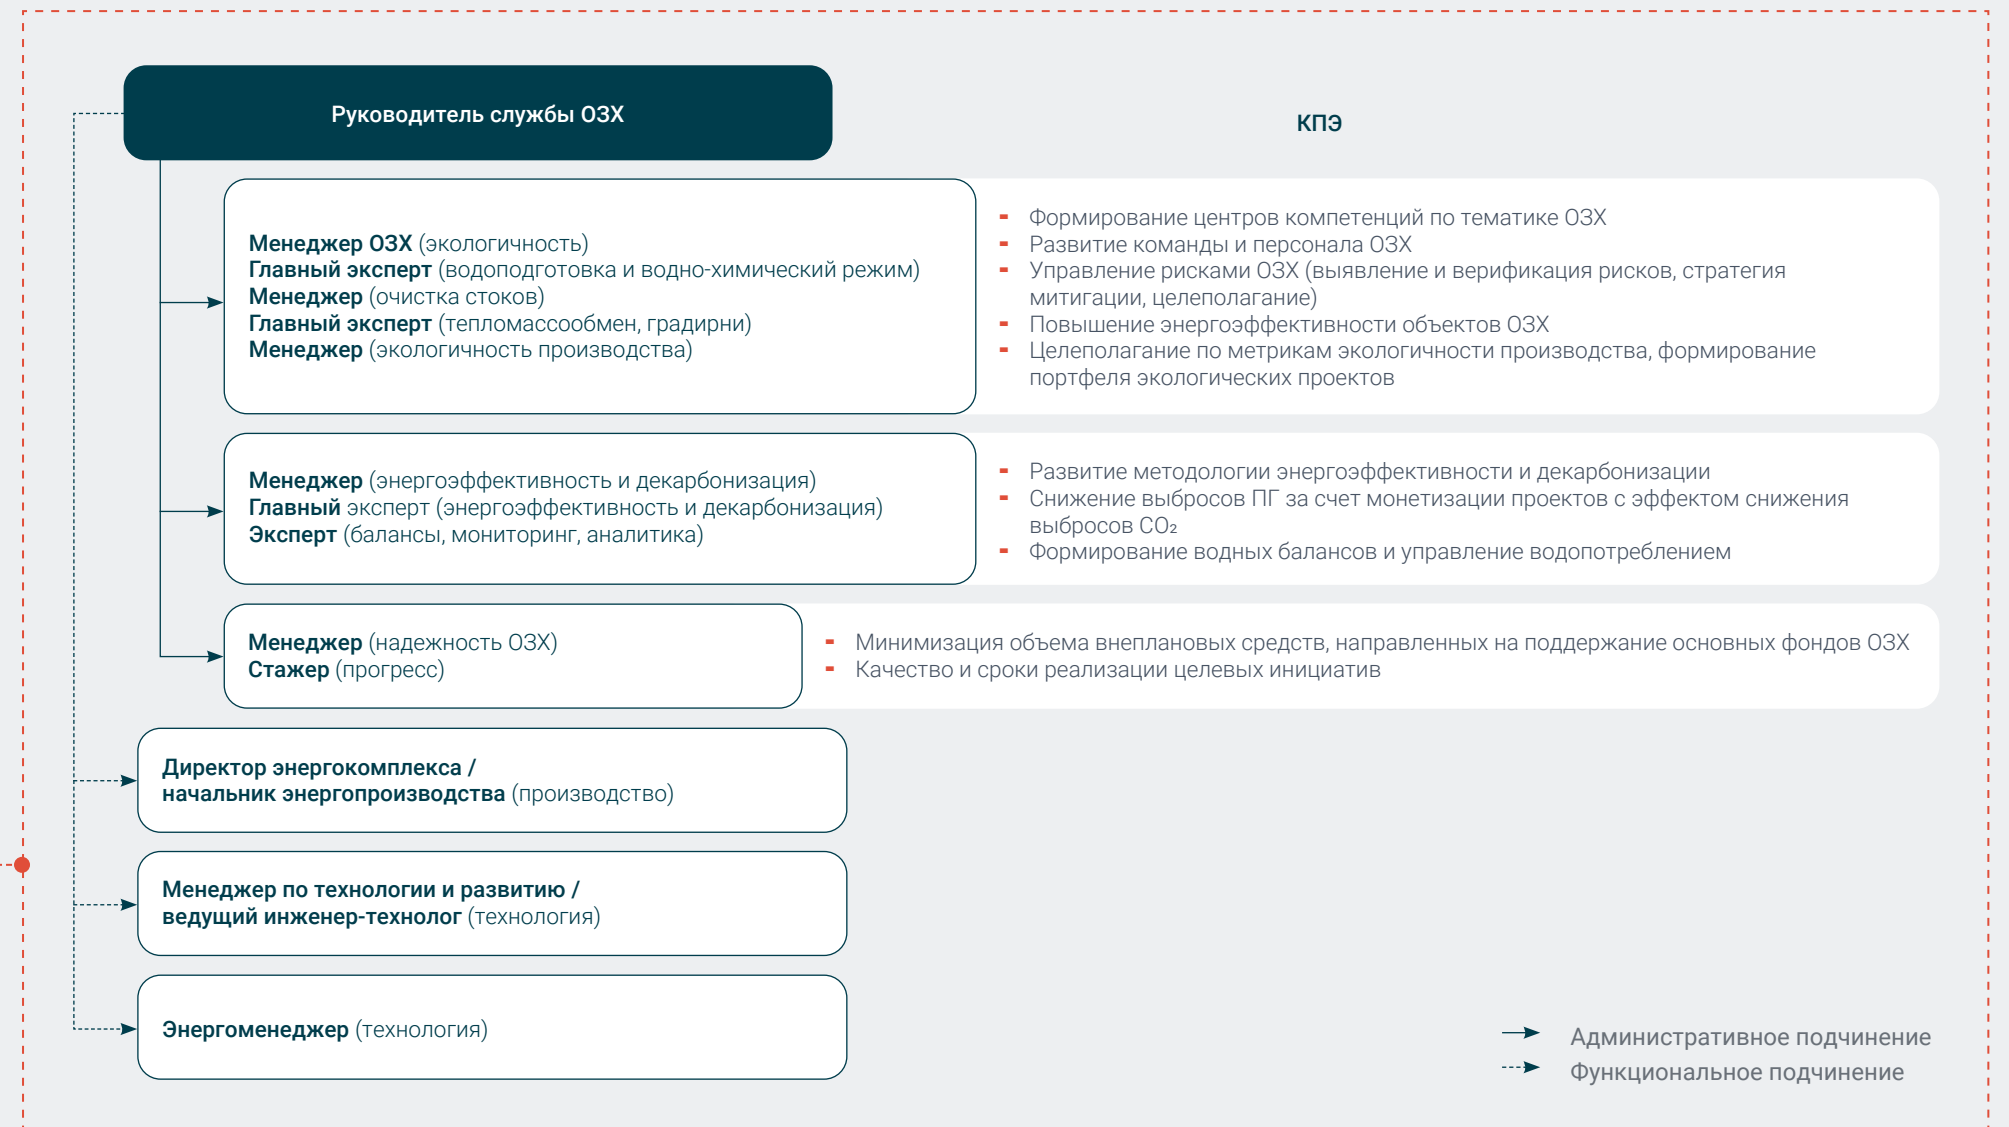 Руководитель службы ОЗХ
КПЭ
Менеджер ОЗХ (экологичность)
Главный эксперт (водоподготовка и водно-химический режим)
Менеджер (очистка стоков)
Главный эксперт (тепломассообмен, градирни)
Менеджер (экологичность производства)
- Формирование центров компетенций по тематике ОЗХ
- Развитие команды и персонала ОЗХ
- Управление рисками ОЗХ (выявление и верификация рисков, стратегия
митигации, целеполагание)
- Повышение энергоэффективности объектов ОЗХ
- Целеполагание по метрикам экологичности производства, формирование
портфеля экологических проектов
Менеджер (энергоэффективность и декарбонизация)
Главный эксперт (энергоэффективность и декарбонизация)
Эксперт (балансы, мониторинг, аналитика)
- Развитие методологии энергоэффективности и декарбонизации
- Снижение выбросов ПГ за счет монетизации проектов с эффектом снижения
выбросов CO₂
- Формирование водных балансов и управление водопотреблением
Менеджер (надежность ОЗХ)
Стажер (прогресс)
- Минимизация объема внеплановых средств, направленных на поддержание основных фондов ОЗХ
- Качество и сроки реализации целевых инициатив
Директор энергокомплекса /
начальник энергопроизводства (производство)
Менеджер по технологии и развитию /
ведущий инженер-технолог (технология)
Энергоменеджер (технология)
Административное подчинение
Функциональное подчинение